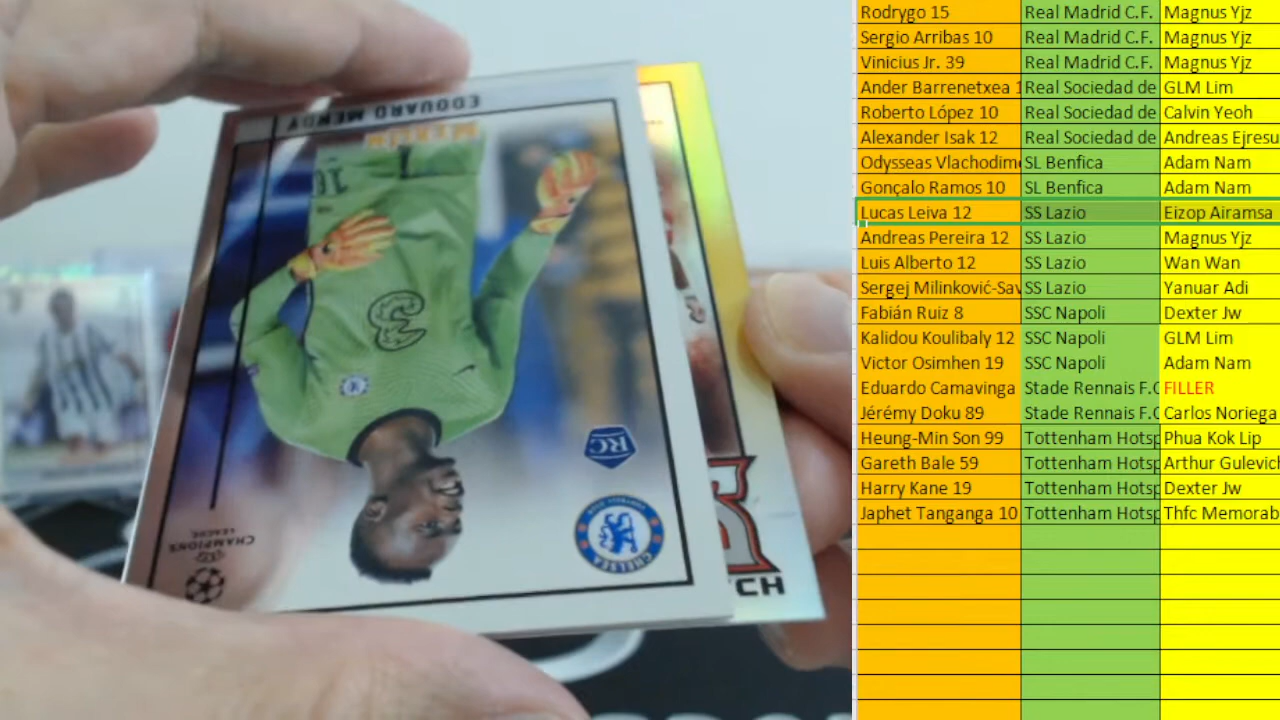 EDOUARD MENDY
MERLIN
16
3
RC
CHELSEA
FOOTBALL CLUB
CHAMPIONS
LEAGUE
CH
Rodrygo 15 Real Madrid C.F. Magnus Yjz
Sergio Arribas 10 Real Madrid C.F. Magnus Yjz
Vinicius Jr. 39 Real Madrid C.F. Magnus Yjz
Ander Barrenetxea 1 Real Sociedad de GLM Lim
Roberto López 10 Real Sociedad de Calvin Yeoh
Alexander Isak 12 Real Sociedad de Andreas Ejresu
Odysseas Vlachodim SL Benfica Adam Nam
Gonçalo Ramos 10 SL Benfica Adam Nam
Lucas Leiva 12 SS Lazio Eizop Airamsa
Andreas Pereira 12 SS Lazio Magnus Yjz
Luis Alberto 12 SS Lazio Wan Wan
Sergej Milinković-Sav SS Lazio Yanuar Adi
Fabián Ruiz 8 SSC Napoli Dexter Jw
Kalidou Koulibaly 12 SSC Napoli GLM Lim
Victor Osimhen 19 SSC Napoli Adam Nam
Eduardo Camavinga Stade Rennais F.C FILLER
Jérémy Doku 89 Stade Rennais F.C Carlos Noriega
Heung-Min Son 99 Tottenham Hotsp Phua Kok Lip
Gareth Bale 59 Tottenham Hotsp Arthur Gulevich
Harry Kane 19 Tottenham Hotsp Dexter Jw
Japhet Tanganga 10 Tottenham Hotsp Thfc Memorab